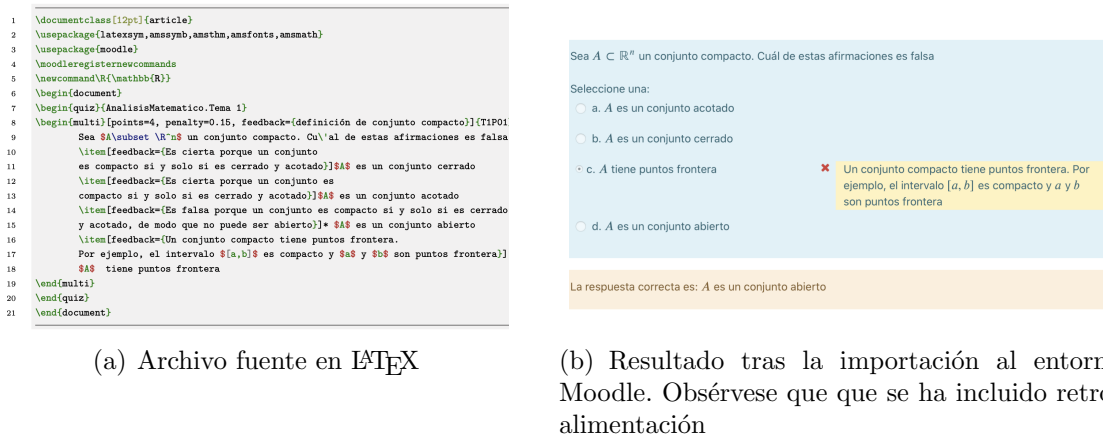 1 \documentclass[12pt]{article}
2 \usepackage{latexsym,amssymb,amsthm,amsfonts,amsmath}
3 \usepackage{moodle}
4 \moodleregisternewcommands
5 \newcommand\R{\mathbb{R}}
6 \begin{document}
7 \begin{quiz}{AnalisisMatematico.Tema 1}
8 \begin{multi}[points=4, penalty=0.15, feedback={definición de conjunto compacto}]{T1PO1
9 Sea $A\subset \R^n$ un conjunto compacto. Cu\'al de estas afirmaciones es falsa
10 \item[feedback={Es cierta porque un conjunto
11 es compacto si y solo si es cerrado y acotado}]$A$ es un conjunto cerrado
12 \item[feedback={Es cierta porque un conjunto es
13 compacto si y solo si es cerrado y acotado}]$A$ es un conjunto acotado
14 \item[feedback={Es falsa porque un conjunto es compacto si y solo si es cerrado
15 y acotado, de modo que no puede ser abierto}]* $A$ es un conjunto abierto
16 \item[feedback={Un conjunto compacto tiene puntos frontera.
17 Por ejemplo, el intervalo $[a,b]$ es compacto y $a$ y $b$ son puntos frontera}]
18 $A$ tiene puntos frontera
19 \end{multi}
20 \end{quiz}
21 \end{document}
(a) Archivo fuente en LATEX
Sea A ⊂ ℝⁿ un conjunto compacto. Cuál de estas afirmaciones es falsa
Seleccione una:
a. A es un conjunto acotado
b. A es un conjunto cerrado
c. A tiene puntos frontera
Un conjunto compacto tiene puntos frontera. Por
ejemplo, el intervalo [a, b] es compacto y a y b
son puntos frontera
d. A es un conjunto abierto
La respuesta correcta es: A es un conjunto abierto
(b) Resultado tras la importación al entorn
Moodle. Obsérvese que que se ha incluido retro
alimentación